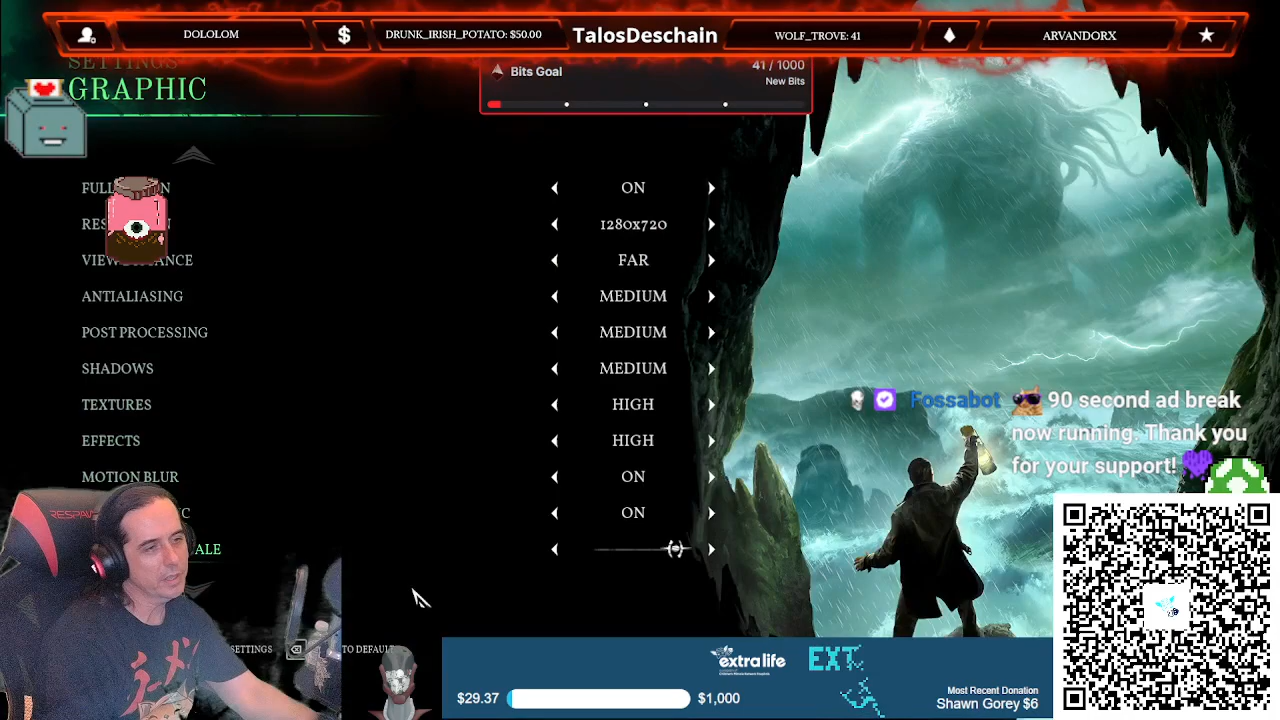 DOLOLOM
$
DRUNK_IRISH_POTATO: $50.00
TalosDeschain
WOLF_TROVE: 41
ARVANDORX
SETTINGS
GRAPHIC
Bits Goal
41 / 1000
New Bits
ON
1280x720
FAR
ANTIALIASING
MEDIUM
POST PROCESSING
MEDIUM
SHADOWS
MEDIUM
TEXTURES
HIGH
EFFECTS
HIGH
MOTION BLUR
ON
ON
ALE
Fossabot 90 second ad break
now running. Thank you
for your support!
SETTINGS
TO DEFAULT
extralife
EXT
$29.37
$1,000
Most Recent Donation
Shawn Gorey $6